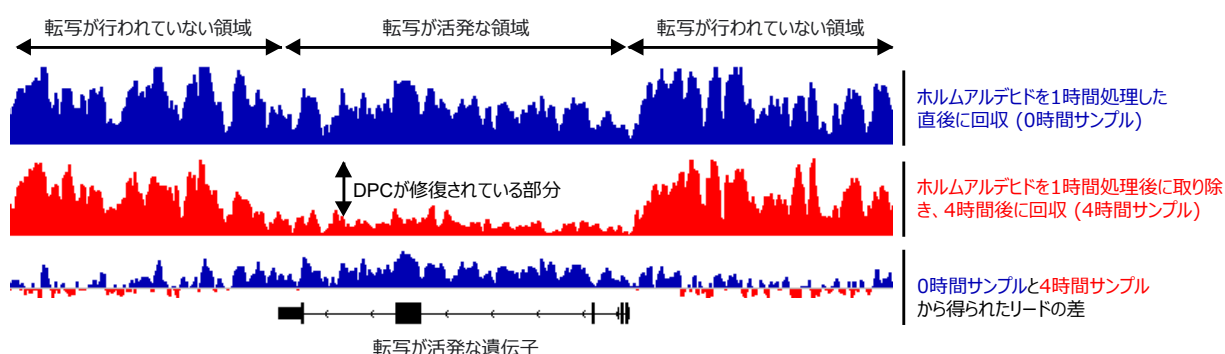 転写が行われていない領域
転写が活発な領域
転写が行われていない領域
ホルムアルデヒドを1時間処理した
直後に回収 (0時間サンプル)
DPCが修復されている部分
ホルムアルデヒドを1時間処理後に取り除
き、4時間後に回収 (4時間サンプル)
0時間サンプルと4時間サンプル
から得られたリードの差
転写が活発な遺伝子